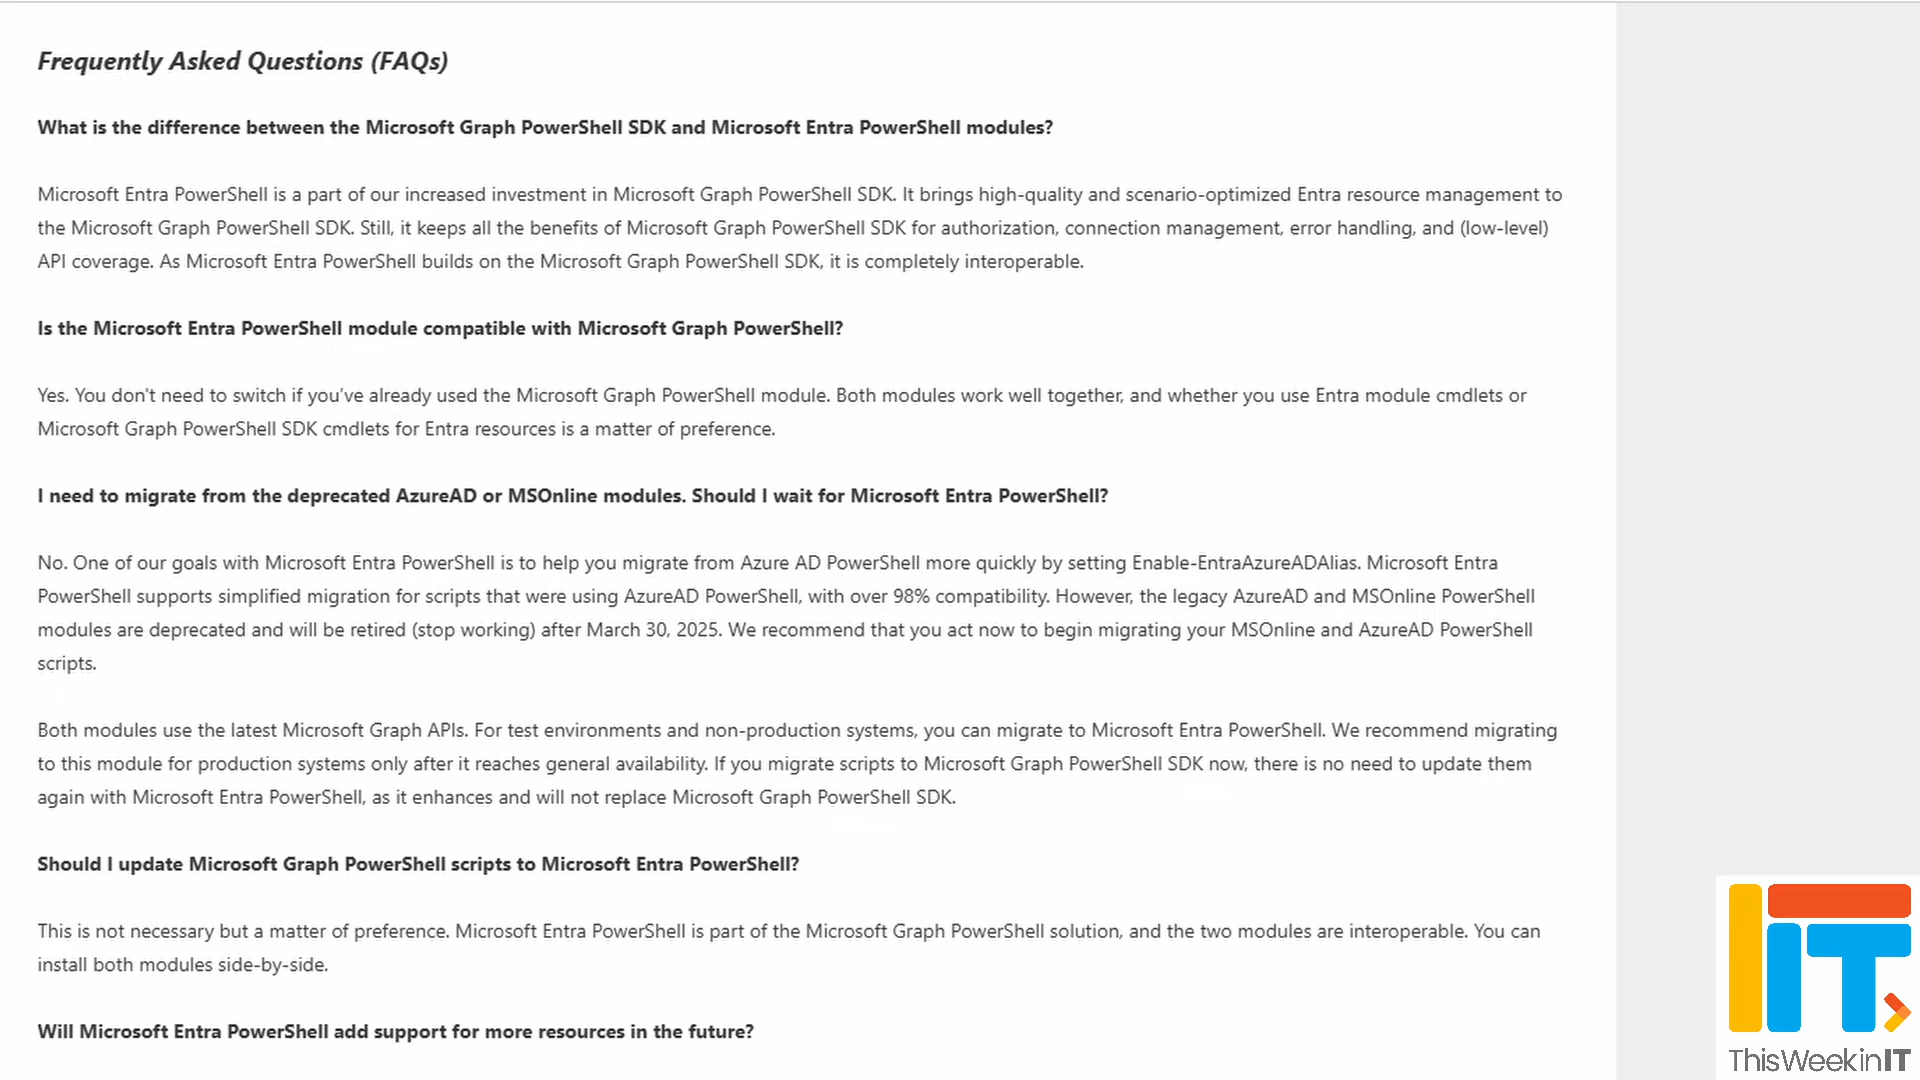 Frequently Asked Questions (FAQs)
What is the difference between the Microsoft Graph PowerShell SDK and Microsoft Entra PowerShell modules?
Microsoft Entra PowerShell is a part of our increased investment in Microsoft Graph PowerShell SDK. It brings high-quality and scenario-optimized Entra resource management to
the Microsoft Graph PowerShell SDK. Still, it keeps all the benefits of Microsoft Graph PowerShell SDK for authorization, connection management, error handling, and (low-level)
API coverage. As Microsoft Entra PowerShell builds on the Microsoft Graph PowerShell SDK, it is completely interoperable.
Is the Microsoft Entra PowerShell module compatible with Microsoft Graph PowerShell?
Yes. You don't need to switch if you’ve already used the Microsoft Graph PowerShell module. Both modules work well together, and whether you use Entra module cmdlets or
Microsoft Graph PowerShell SDK cmdlets for Entra resources is a matter of preference.
I need to migrate from the deprecated AzureAD or MSOnline modules. Should I wait for Microsoft Entra PowerShell?
No. One of our goals with Microsoft Entra PowerShell is to help you migrate from Azure AD PowerShell more quickly by setting Enable-EntraAzureADAlias. Microsoft Entra
PowerShell supports simplified migration for scripts that were using AzureAD PowerShell, with over 98% compatibility. However, the legacy AzureAD and MSOnline PowerShell
modules are deprecated and will be retired (stop working) after March 30, 2025. We recommend that you act now to begin migrating your MSOnline and AzureAD PowerShell
scripts.
Both modules use the latest Microsoft Graph APIs. For test environments and non-production systems, you can migrate to Microsoft Entra PowerShell. We recommend migrating
to this module for production systems only after it reaches general availability. If you migrate scripts to Microsoft Graph PowerShell SDK now, there is no need to update them
again with Microsoft Entra PowerShell, as it enhances and will not replace Microsoft Graph PowerShell SDK.
Should I update Microsoft Graph PowerShell scripts to Microsoft Entra PowerShell?
This is not necessary but a matter of preference. Microsoft Entra PowerShell is part of the Microsoft Graph PowerShell solution, and the two modules are interoperable. You can
install both modules side-by-side.
Will Microsoft Entra PowerShell add support for more resources in the future?
IT
ThisWeekinIT